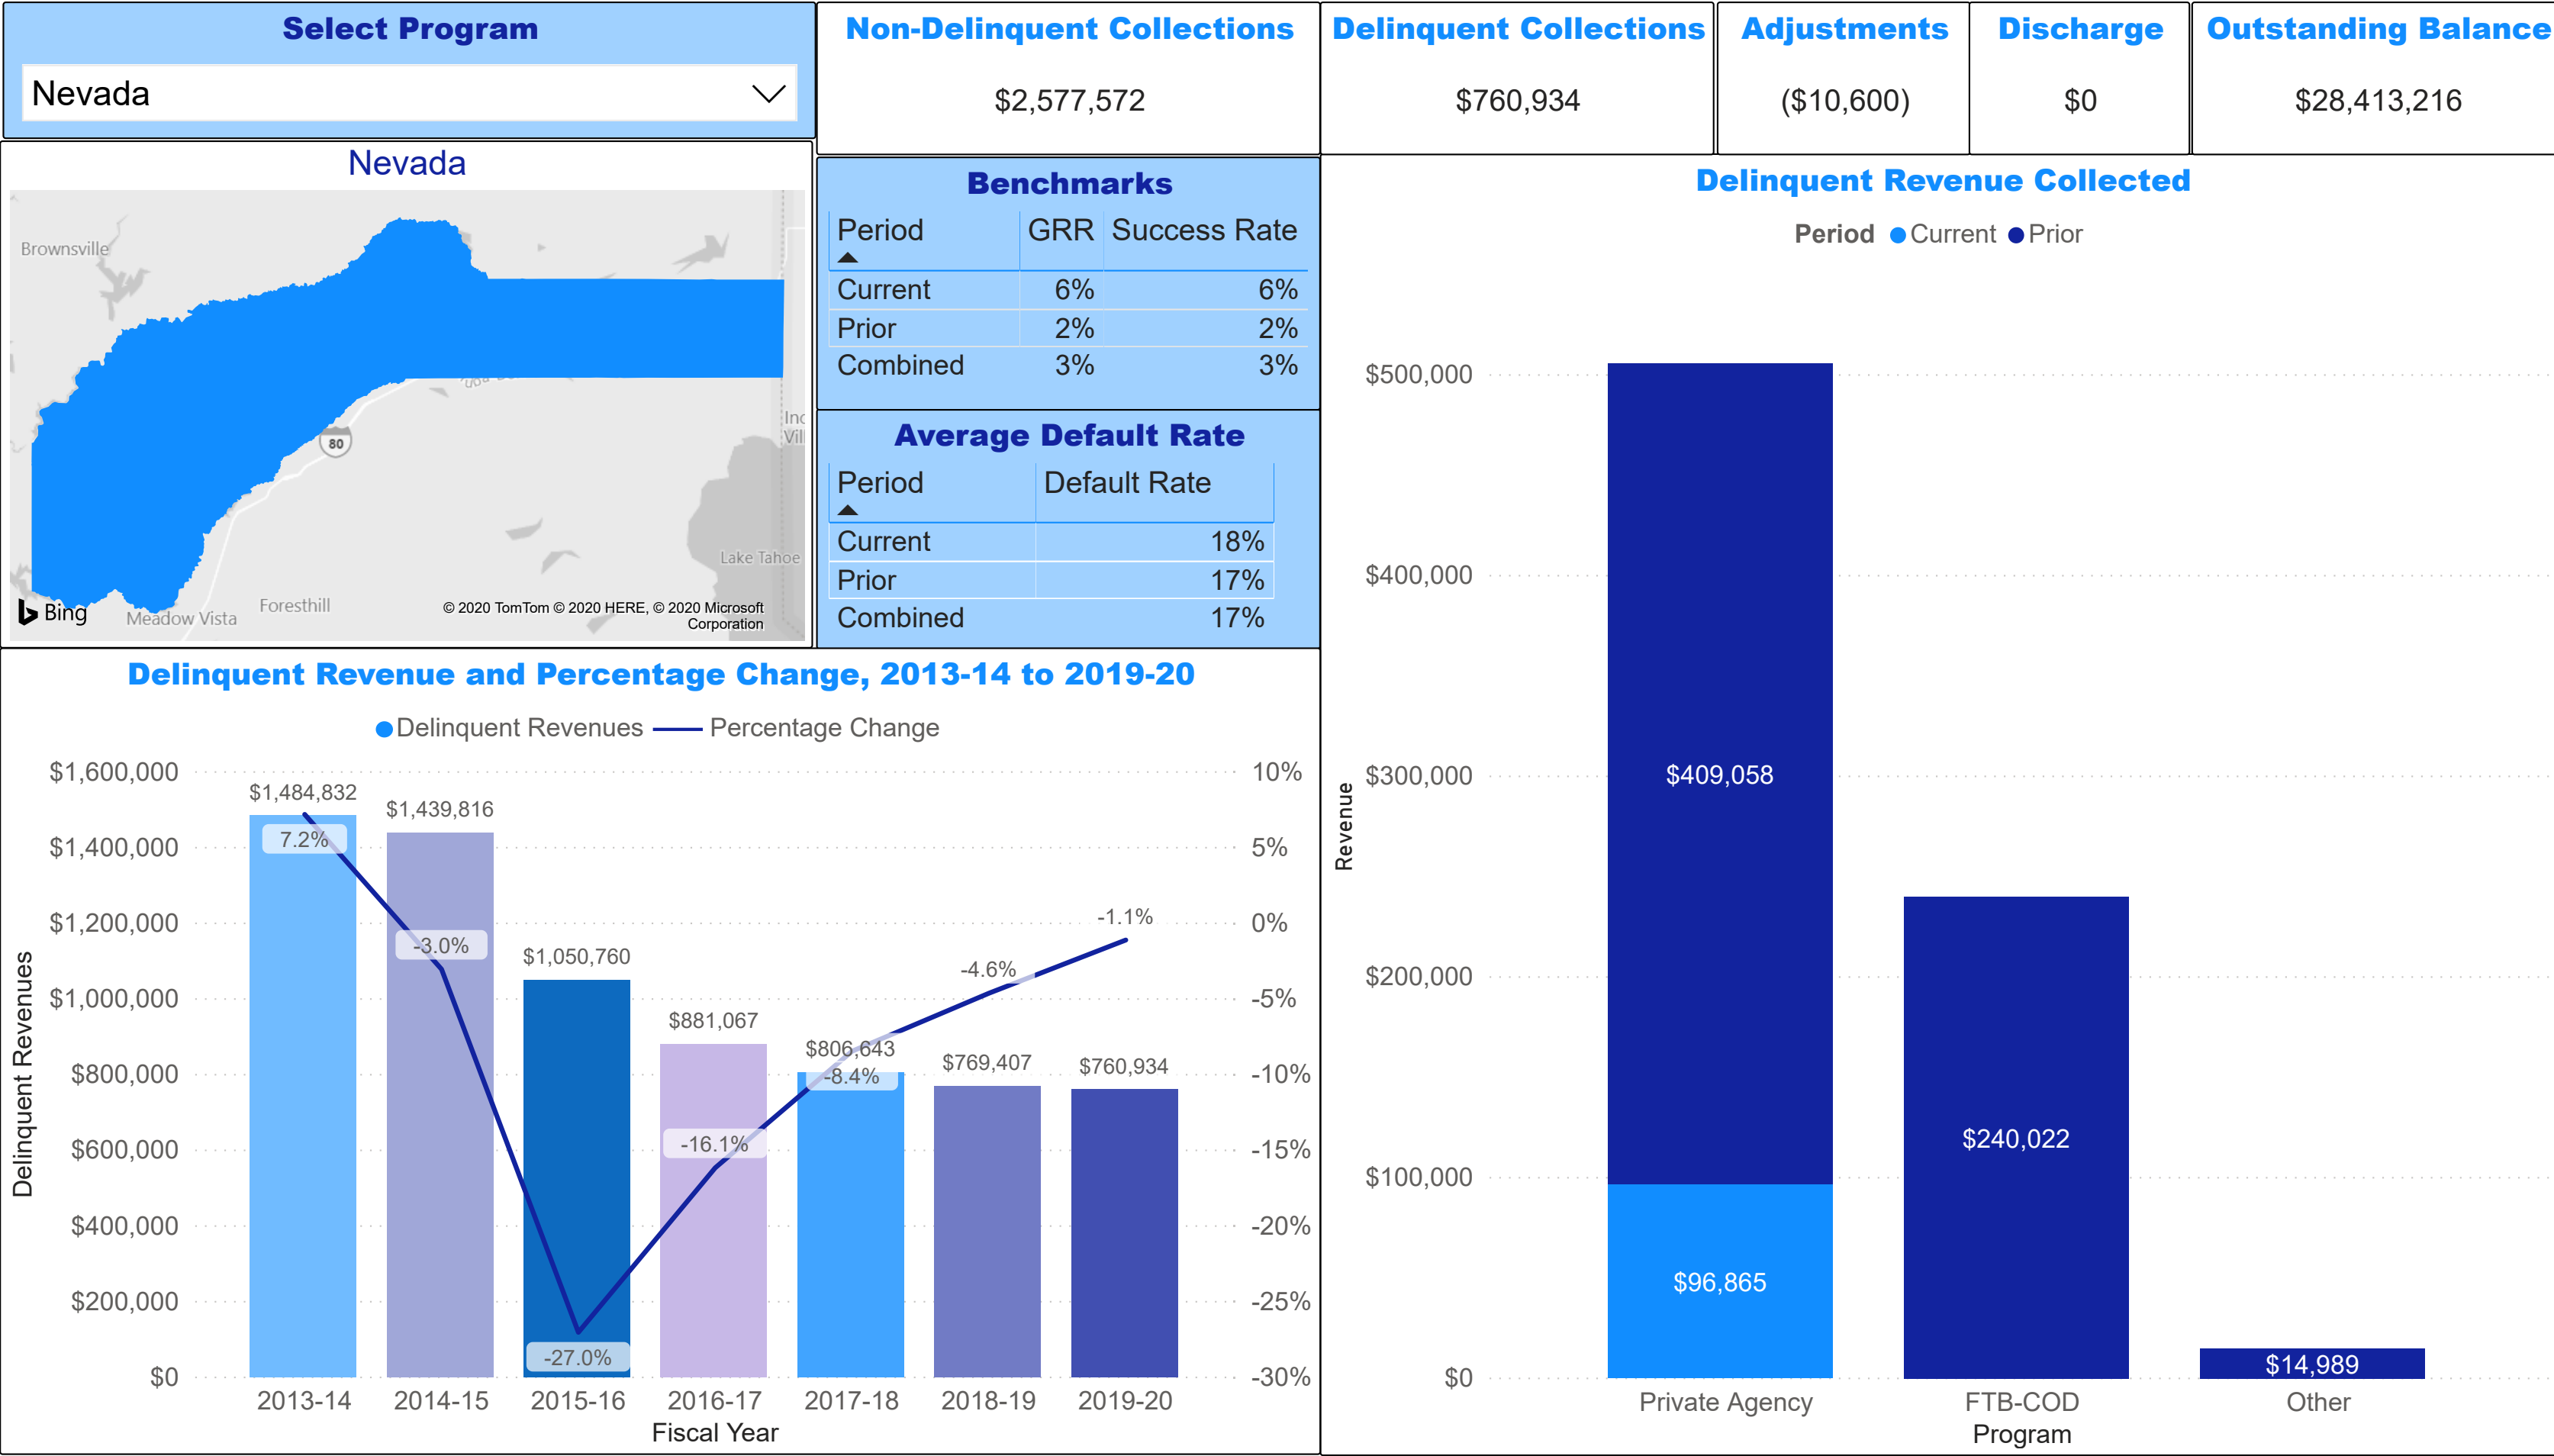 Select Program
Nevada
Non-Delinquent Collections
$2,577,572
Delinquent Collections
$760,934
Adjustments
($10,600)
Discharge
$0
Outstanding Balance
$28,413,216
Nevada
Brownsville
80
Lake Tahoe
Foresthill
Meadow Vista
Bing
© 2020 TomTom © 2020 HERE, © 2020 Microsoft
Corporation
Benchmarks
Period GRR Success Rate
Current 6% 6%
Prior 2% 2%
Combined 3% 3%
Average Default Rate
Period Default Rate
Current 18%
Prior 17%
Combined 17%
Delinquent Revenue and Percentage Change, 2013-14 to 2019-20
Delinquent Revenues Percentage Change
Delinquent Revenues
$1,600,000
$1,400,000
$1,200,000
$1,000,000
$800,000
$600,000
$400,000
$200,000
$0
$1,484,832
$1,439,816
$1,050,760
$881,067
$806,643
$769,407
$760,934
7.2%
-3.0%
-27.0%
-16.1%
-8.4%
-4.6%
-1.1%
10%
5%
0%
-5%
-10%
-15%
-20%
-25%
-30%
2013-14 2014-15 2015-16 2016-17 2017-18 2018-19 2019-20
Fiscal Year
Delinquent Revenue Collected
Period Current Prior
Revenue
$500,000
$400,000
$300,000
$200,000
$100,000
$0
$409,058
$96,865
$240,022
$14,989
Private Agency FTB-COD Other
Program